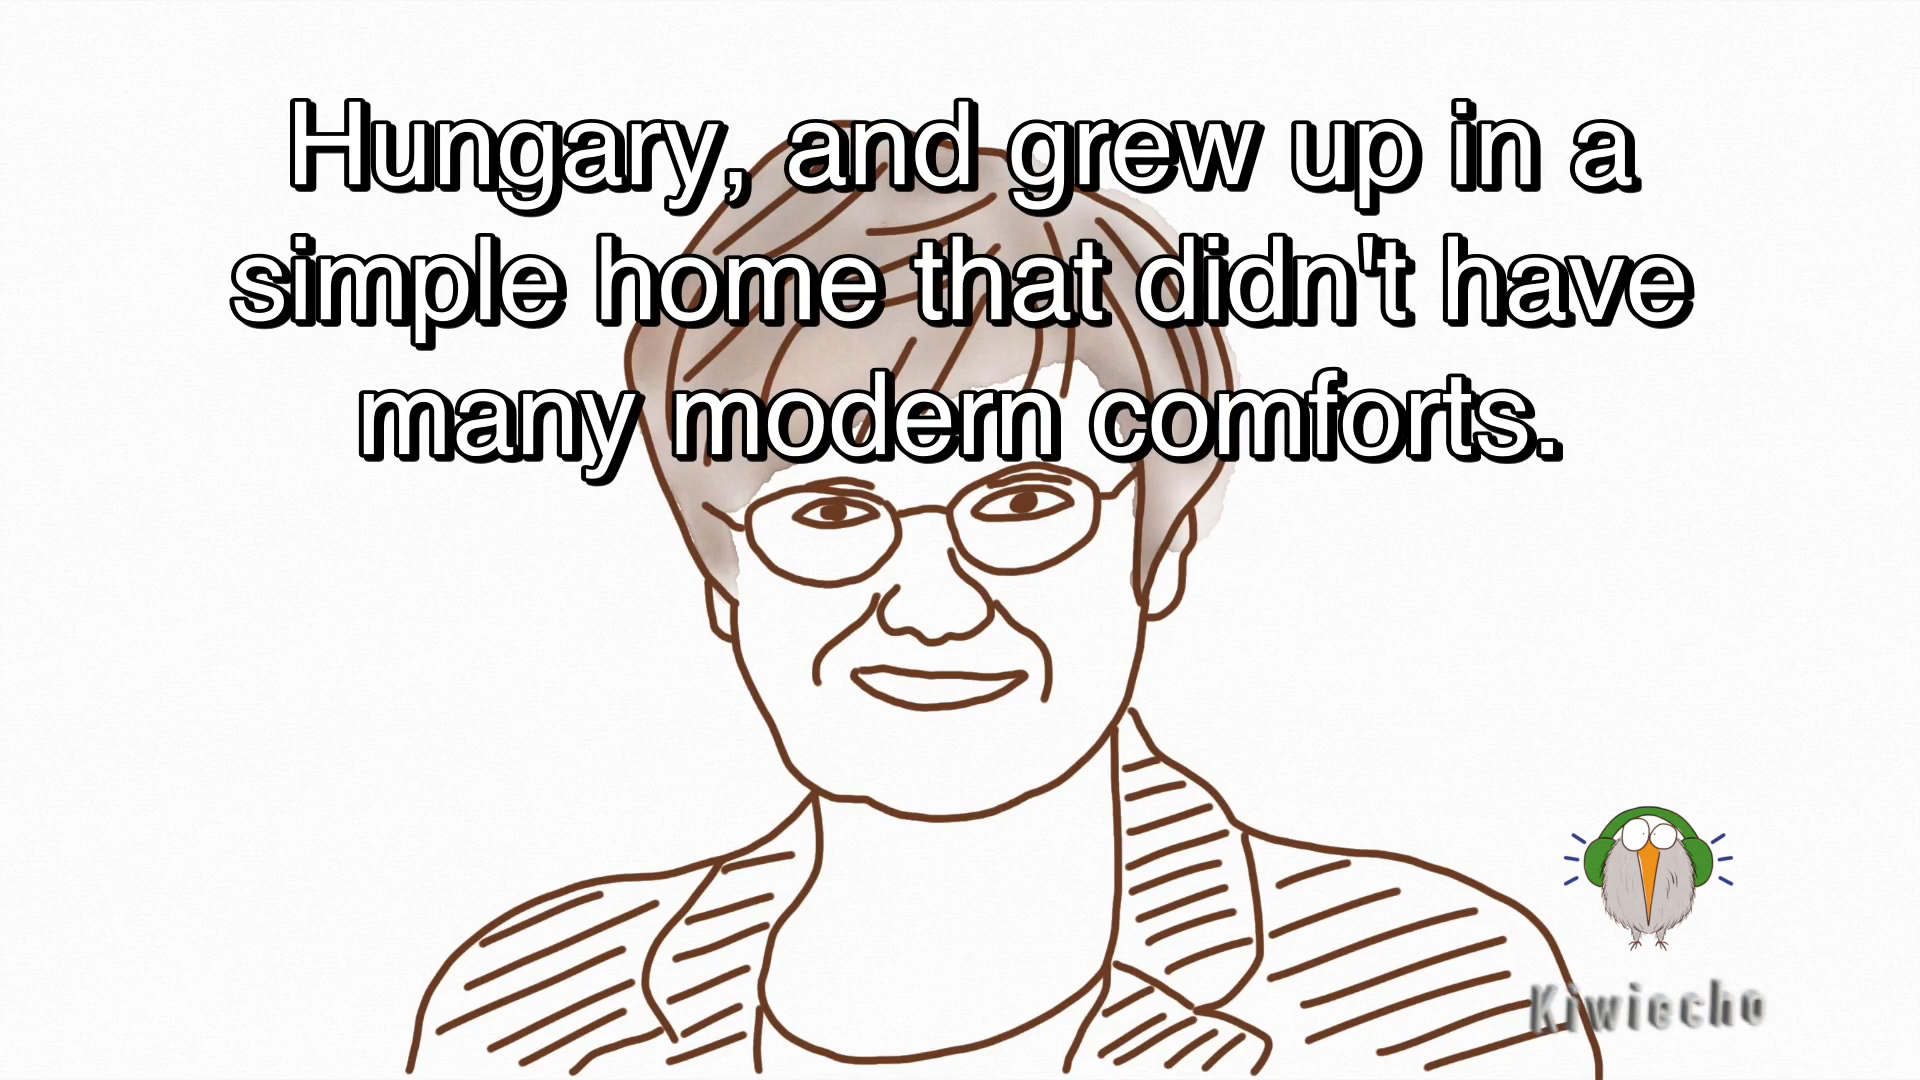 Hungary, and grew up in a
simple home that didn't have
many modern comforts.
Kiwiecho